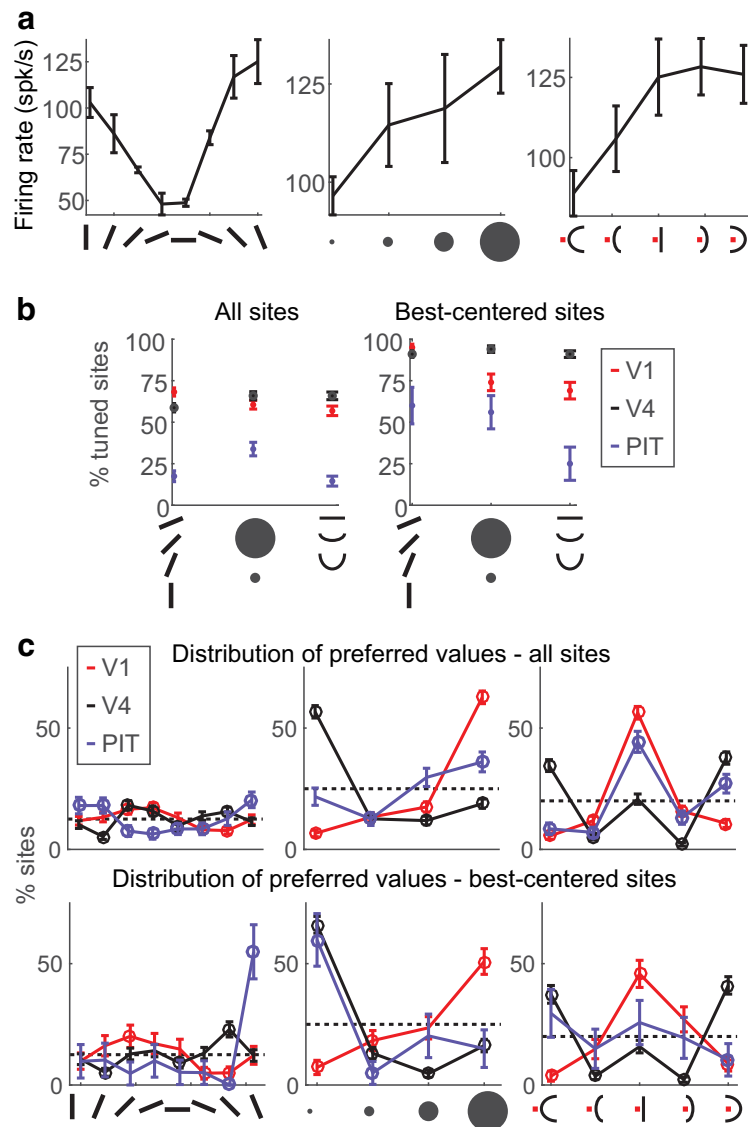 a
Firing rate (spk/s)
125
100
75
50
125
100
125
100
b
All sites
Best-centered sites
% tuned sites
100
75
50
25
0
100
75
50
25
0
V1
V4
PIT
c
Distribution of preferred values - all sites
V1
V4
PIT
% sites
50
0
50
0
50
0
Distribution of preferred values - best-centered sites
50
0
50
0
50
0